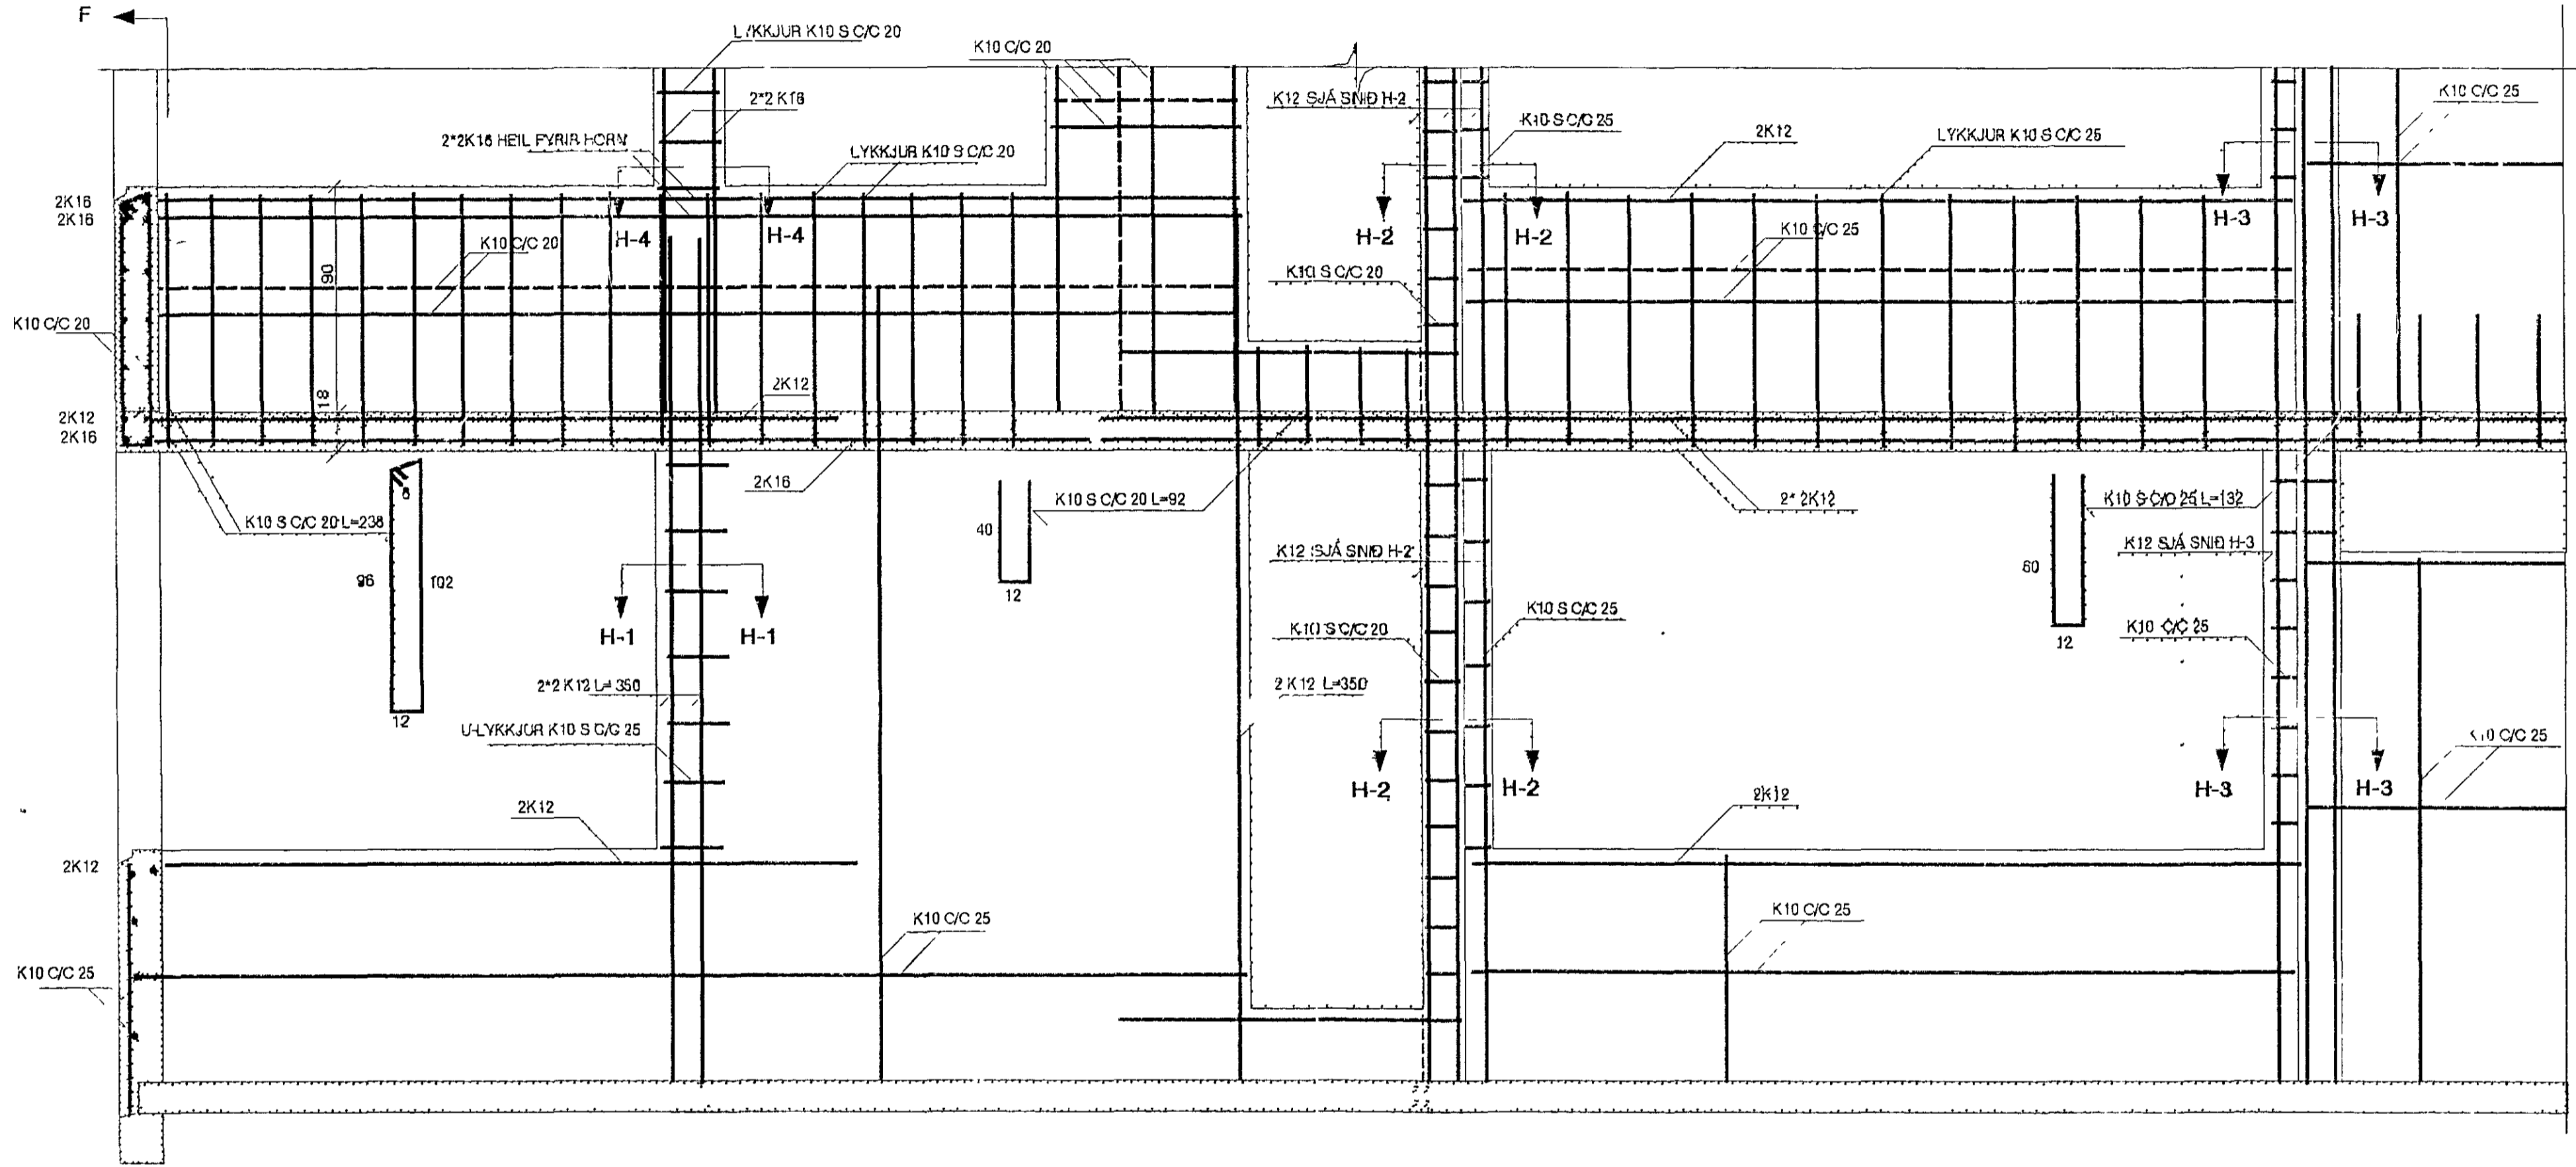 F
L YKKJUR K10 S C/C 20
K10 C/C 20
2*2 K16
K12 SJÁ SNIÐ H-2
K10 S C/C 25
2K12
LYKKJUR K10 S C/C 25
K10 C/C 25
2*2K16 HEIL FYRIR HORN
LYKKJUR K10 S C/C 20
2K16
2K16
H-4
H-4
H-2
H-2
H-3
H-3
K10 C/C 20
K10 C/C 25
90
K10 S C/C 20
K10 C/C 20
18
2K12
2K12
2K16
2K16
K10 S C/C 20 L=92
2* 2K12
K10 S C/C 25 L=132
8
K10 S C/C 20 L=238
40
K12 SJÁ SNIÐ H-2
K12 SJÁ SNIÐ H-3
96
102
12
60
K10 S C/C 25
H-1
H-1
K10 S C/C 20
12
K10 C/C 25
2*2 K12 L=350
2 K12 L=350
12
U-LYKKJUR K10 S C/C 25
K10 C/C 25
H-2
H-2
H-3
H-3
2K12
2K12
2K12
K10 C/C 25
K10 C/C 25
K10 C/C 25